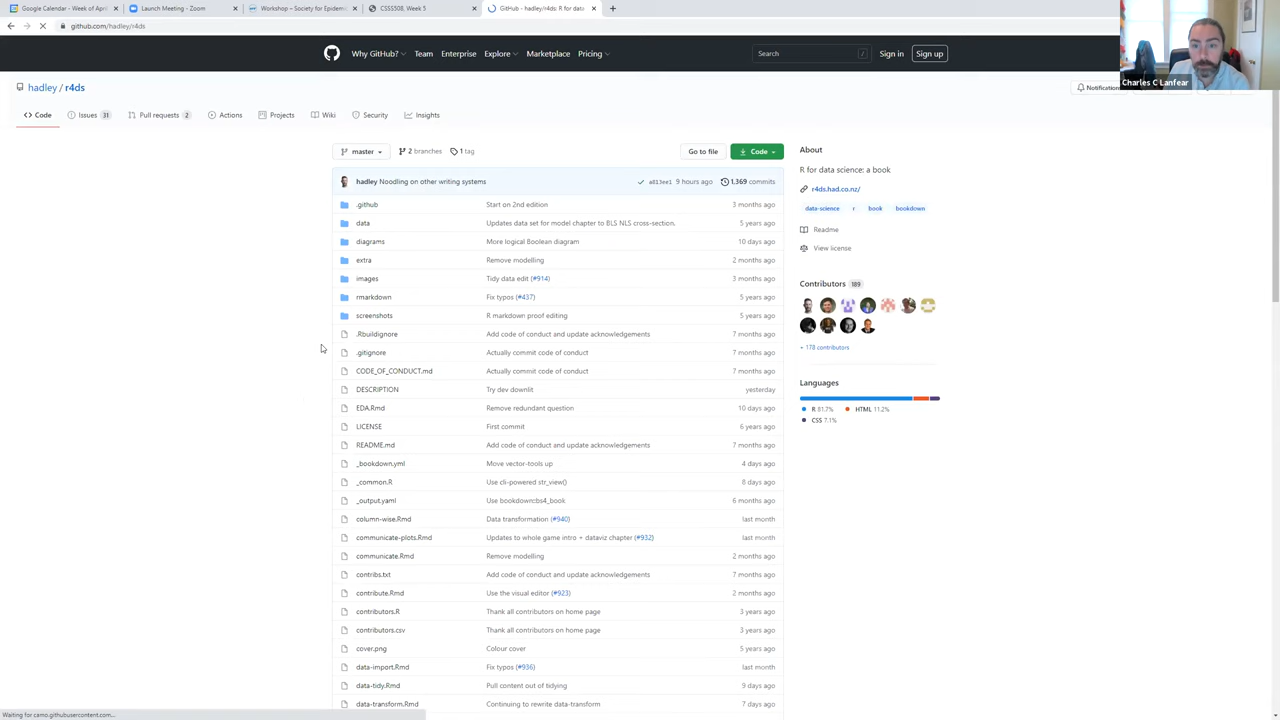 Google Calendar - Week of April
Launch Meeting - Zoom
Workshop – Society for Epidemi
CSSS508, Week 5
GitHub - hadley/r4ds: R for data
github.com/hadley/r4ds
Why GitHub?
Team
Enterprise
Explore
Marketplace
Pricing
Search
/
Sign in
Sign up
Charles C Lanfear
hadley / r4ds
Notifications
Code
Issues 31
Pull requests 2
Actions
Projects
Wiki
Security
Insights
master
2 branches
1 tag
Go to file
Code
hadley Noodling on other writing systems
9 hours ago
1,369 commits
.github Start on 2nd edition 3 months ago
data Updates data set for model chapter to BLS NLS cross-section. 5 years ago
diagrams More logical Boolean diagram 10 days ago
extra Remove modelling 2 months ago
images Tidy data edit (#914) 3 months ago
rmarkdown Fix typos (#437) 5 years ago
screenshots R markdown proof editing 5 years ago
.Rbuildignore Add code of conduct and update acknowledgements 7 months ago
.gitignore Actually commit code of conduct 7 months ago
CODE_OF_CONDUCT.md Actually commit code of conduct 7 months ago
DESCRIPTION Try dev downlit yesterday
EDA.Rmd Remove redundant question 10 days ago
LICENSE First commit 6 years ago
README.md Add code of conduct and update acknowledgements 7 months ago
_bookdown.yml Move vector-tools up 4 days ago
_common.R Use cli-powered str_view() 8 days ago
_output.yaml Use bookdown::bs4_book 6 months ago
column-wise.Rmd Data transformation (#940) last month
communicate-plots.Rmd Updates to whole game intro + dataviz chapter (#932) last month
communicate.Rmd Remove modelling 2 months ago
contribs.txt Add code of conduct and update acknowledgements 7 months ago
contribute.Rmd Use the visual editor (#923) 2 months ago
contributors.R Thank all contributors on home page 3 years ago
contributors.csv Thank all contributors on home page 3 years ago
cover.png Colour cover 5 years ago
data-import.Rmd Fix typos (#936) last month
data-tidy.Rmd Pull content out of tidying 9 days ago
data-transform.Rmd Continuing to rewrite data-transform 7 days ago
About
R for data science: a book
r4ds.had.co.nz/
data-science r book bookdown
Readme
View license
Contributors 189
+ 178 contributors
Languages
R 81.7% HTML 11.2%
CSS 7.1%
Waiting for camo.githubusercontent.com...